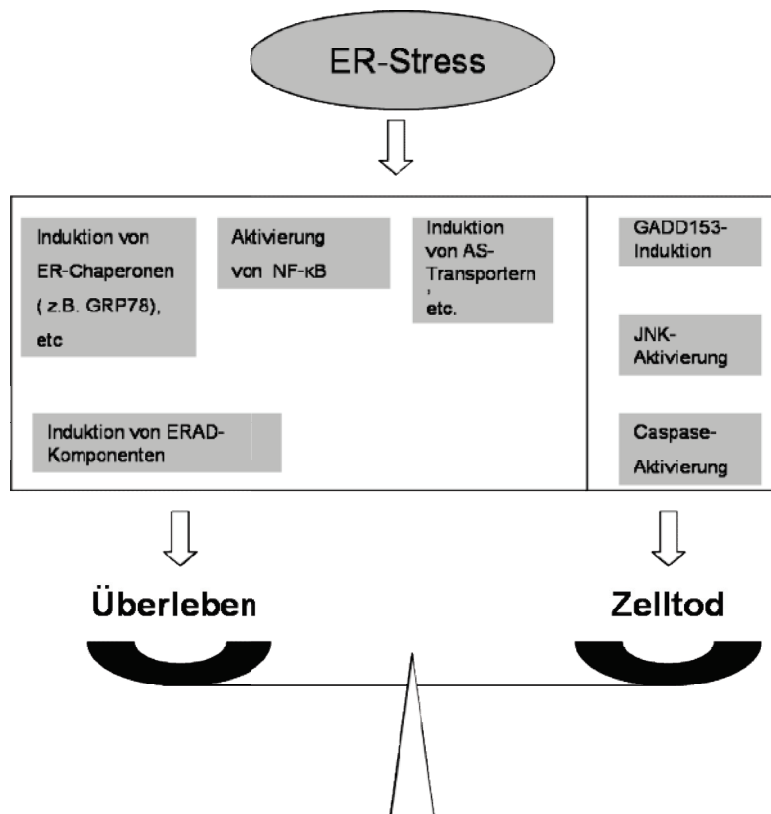 ER-Stress
Induktion von
ER-Chaperonen
( z.B. GRP78),
etc
Aktivierung
von NF-κB
Induktion
von AS-
Transportern
,
etc.
GADD153-
Induktion
JNK-
Aktivierung
Induktion von ERAD-
Komponenten
Caspase-
Aktivierung
Überleben
Zelltod